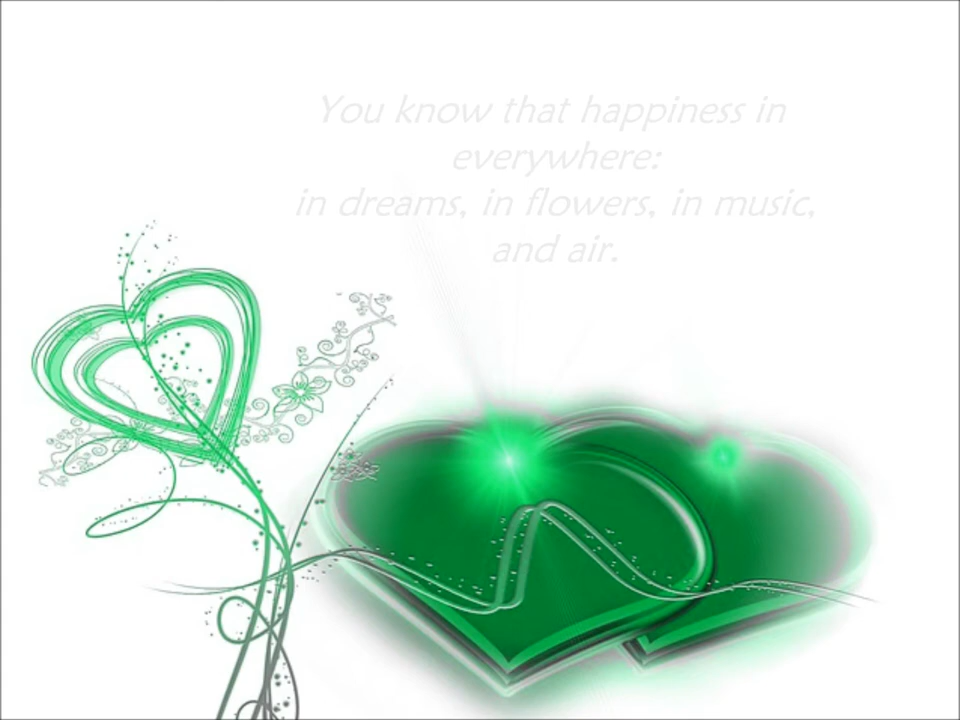 You know that happiness in
everywhere:
in dreams, in flowers, in music,
and air.